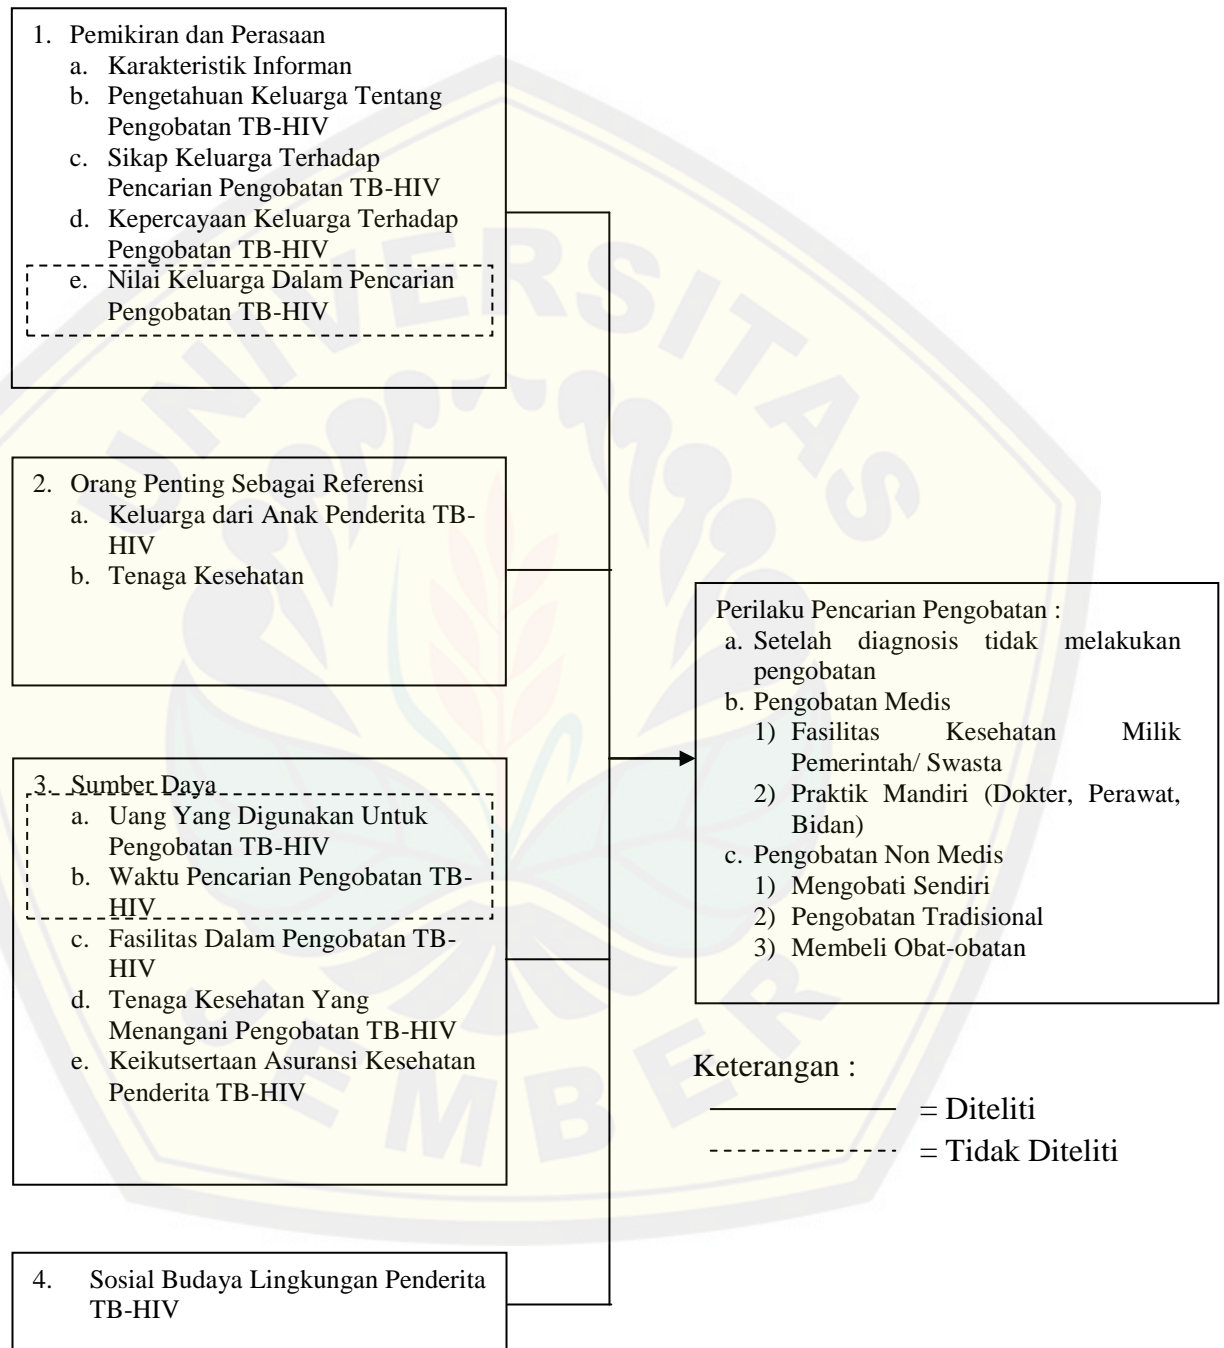 1. Pemikiran dan Perasaan
a. Karakteristik Informan
b. Pengetahuan Keluarga Tentang
Pengobatan TB-HIV
c. Sikap Keluarga Terhadap
Pencarian Pengobatan TB-HIV
d. Kepercayaan Keluarga Terhadap
Pengobatan TB-HIV
e. Nilai Keluarga Dalam Pencarian
Pengobatan TB-HIV
2. Orang Penting Sebagai Referensi
a. Keluarga dari Anak Penderita TB-
HIV
b. Tenaga Kesehatan
3. Sumber Daya
a. Uang Yang Digunakan Untuk
Pengobatan TB-HIV
b. Waktu Pencarian Pengobatan TB-
HIV
c. Fasilitas Dalam Pengobatan TB-
HIV
d. Tenaga Kesehatan Yang
Menangani Pengobatan TB-HIV
e. Keikutsertaan Asuransi Kesehatan
Penderita TB-HIV
4. Sosial Budaya Lingkungan Penderita
TB-HIV
Perilaku Pencarian Pengobatan :
a. Setelah diagnosis tidak melakukan
pengobatan
b. Pengobatan Medis
1) Fasilitas Kesehatan Milik
Pemerintah/ Swasta
2) Praktik Mandiri (Dokter, Perawat,
Bidan)
c. Pengobatan Non Medis
1) Mengobati Sendiri
2) Pengobatan Tradisional
3) Membeli Obat-obatan
Keterangan :
= Diteliti
= Tidak Diteliti
UNIVERSITAS
JEMBER